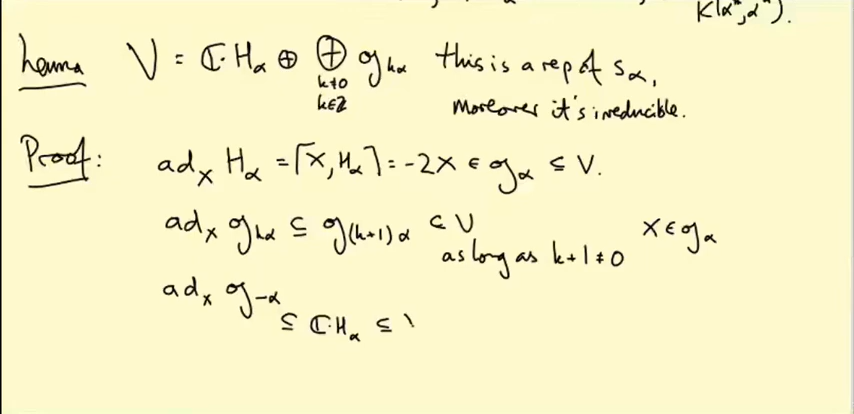 K(α*,α*).
Lemma V = ℂ·H_α ⊕ ⊕_{k≠0, k∈ℤ} 𝔤_{kα} this is a rep of s_α,
Moreover it's irreducible.
Proof: ad_X H_α = [X, H_α] = -2X ∈ 𝔤_α ⊆ V.
ad_X 𝔤_{kα} ⊆ 𝔤_{(k+1)α} ⊂ V
as long as k+1≠0 X ∈ 𝔤_α
ad_X 𝔤_{-α}
⊆ ℂ·H_α ⊆